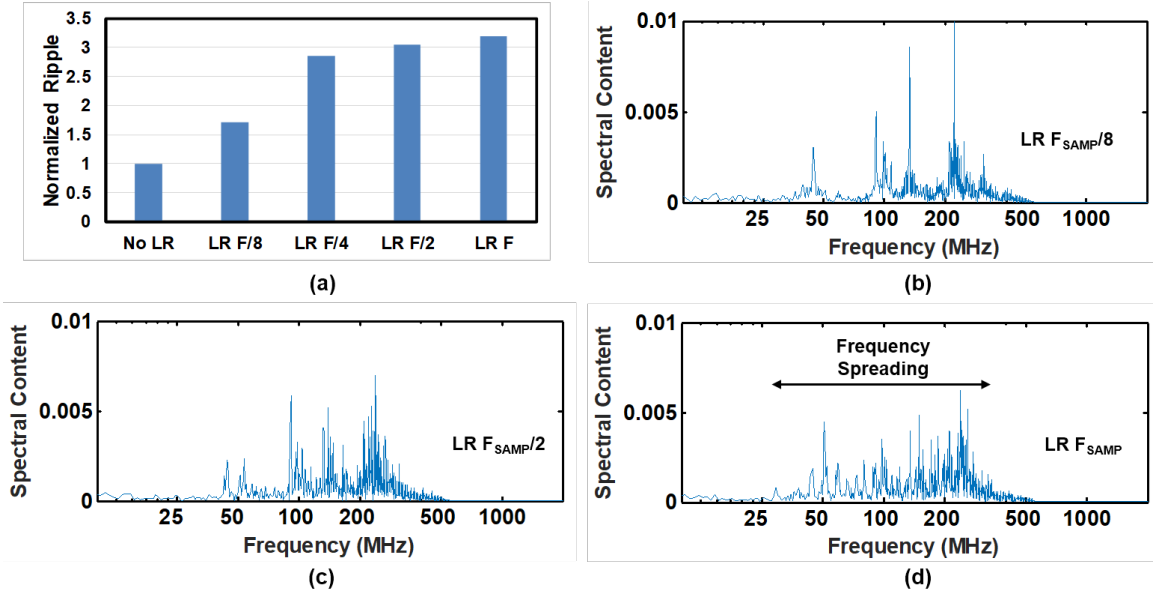 3.5
3
2.5
2
1.5
1
0.5
0
Normalized Ripple
No LR LR F/8 LR F/4 LR F/2 LR F
(a)
0.01
0.005
0
Spectral Content
LR FSAMP/8
25 50 100 200 500 1000
Frequency (MHz)
(b)
0.01
0.005
0
Spectral Content
LR FSAMP/2
25 50 100 200 500 1000
Frequency (MHz)
(c)
0.01
0.005
0
Spectral Content
Frequency
Spreading
LR FSAMP
25 50 100 200 500 1000
Frequency (MHz)
(d)